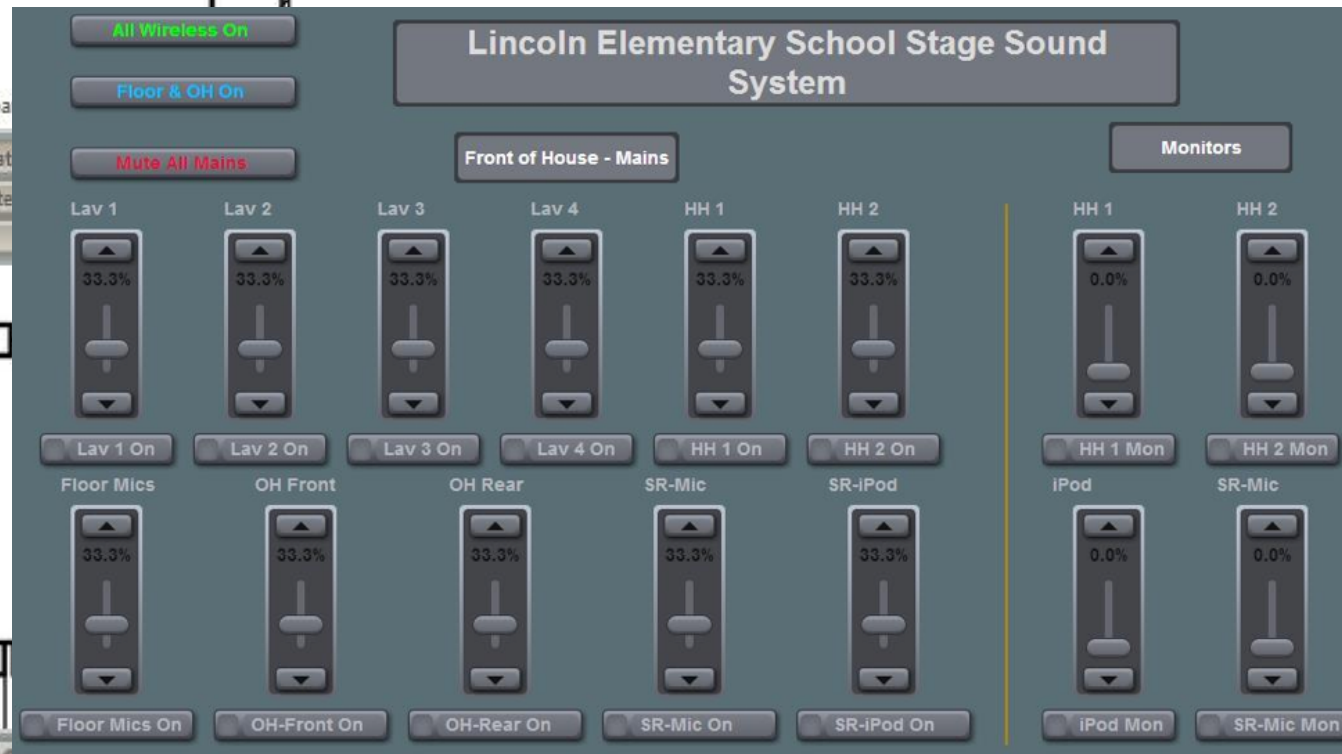 All Wireless On
Lincoln Elementary School Stage Sound
System
Floor & OH On
Mute All Mains
Front of House - Mains
Monitors
Lav 1 Lav 2 Lav 3 Lav 4 HH 1 HH 2 HH 1 HH 2
33.3% 33.3% 33.3% 33.3% 33.3% 33.3% 0.0% 0.0%
Lav 1 On Lav 2 On Lav 3 On Lav 4 On HH 1 On HH 2 On HH 1 Mon HH 2 Mon
Floor Mics OH Front OH Rear SR-Mic SR-iPod iPod SR-Mic
33.3% 33.3% 33.3% 33.3% 33.3% 0.0% 0.0%
Floor Mics On OH-Front On OH-Rear On SR-Mic On SR-iPod On iPod Mon SR-Mic Mon